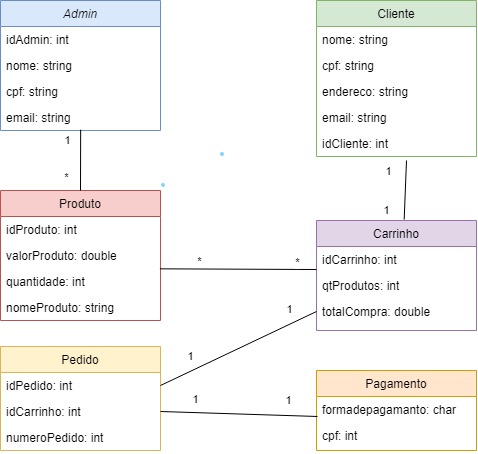 Admin
idAdmin: int
nome: string
cpf: string
email: string
Cliente
nome: string
cpf: string
endereco: string
email: string
idCliente: int
1
*
1
1
Produto
idProduto: int
valorProduto: double
quantidade: int
nomeProduto: string
*
*
Carrinho
idCarrinho: int
qtProdutos: int
totalCompra: double
1
1
Pedido
idPedido: int
idCarrinho: int
numeroPedido: int
1
1
Pagamento
formadepagamanto: char
cpf: int